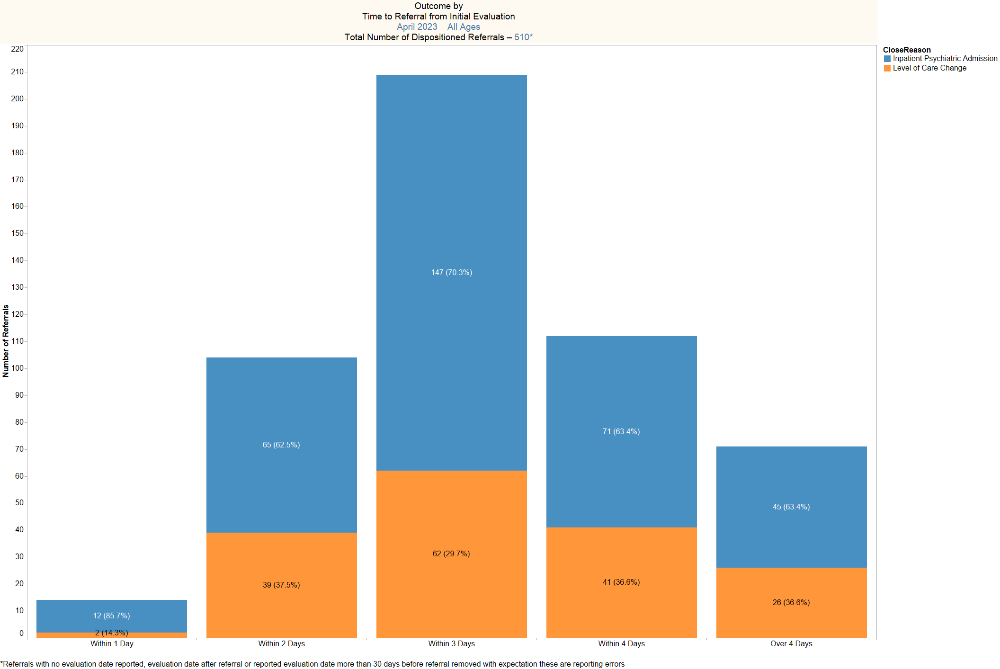 Outcome by
Time to Referral from Initial Evaluation
April 2023 All Ages
Total Number of Dispositioned Referrals – 510*
CloseReason
Inpatient Psychiatric Admission
Level of Care Change
Number of Referrals
220
210
200
190
180
170
160
150
140
130
120
110
100
90
80
70
60
50
40
30
20
10
0
12 (85.7%)
2 (14.3%)
65 (62.5%)
39 (37.5%)
147 (70.3%)
62 (29.7%)
71 (63.4%)
41 (36.6%)
45 (63.4%)
26 (36.6%)
Within 1 Day
Within 2 Days
Within 3 Days
Within 4 Days
Over 4 Days
*Referrals with no evaluation date reported, evaluation date after referral or reported evaluation date more than 30 days before referral removed with expectation these are reporting errors